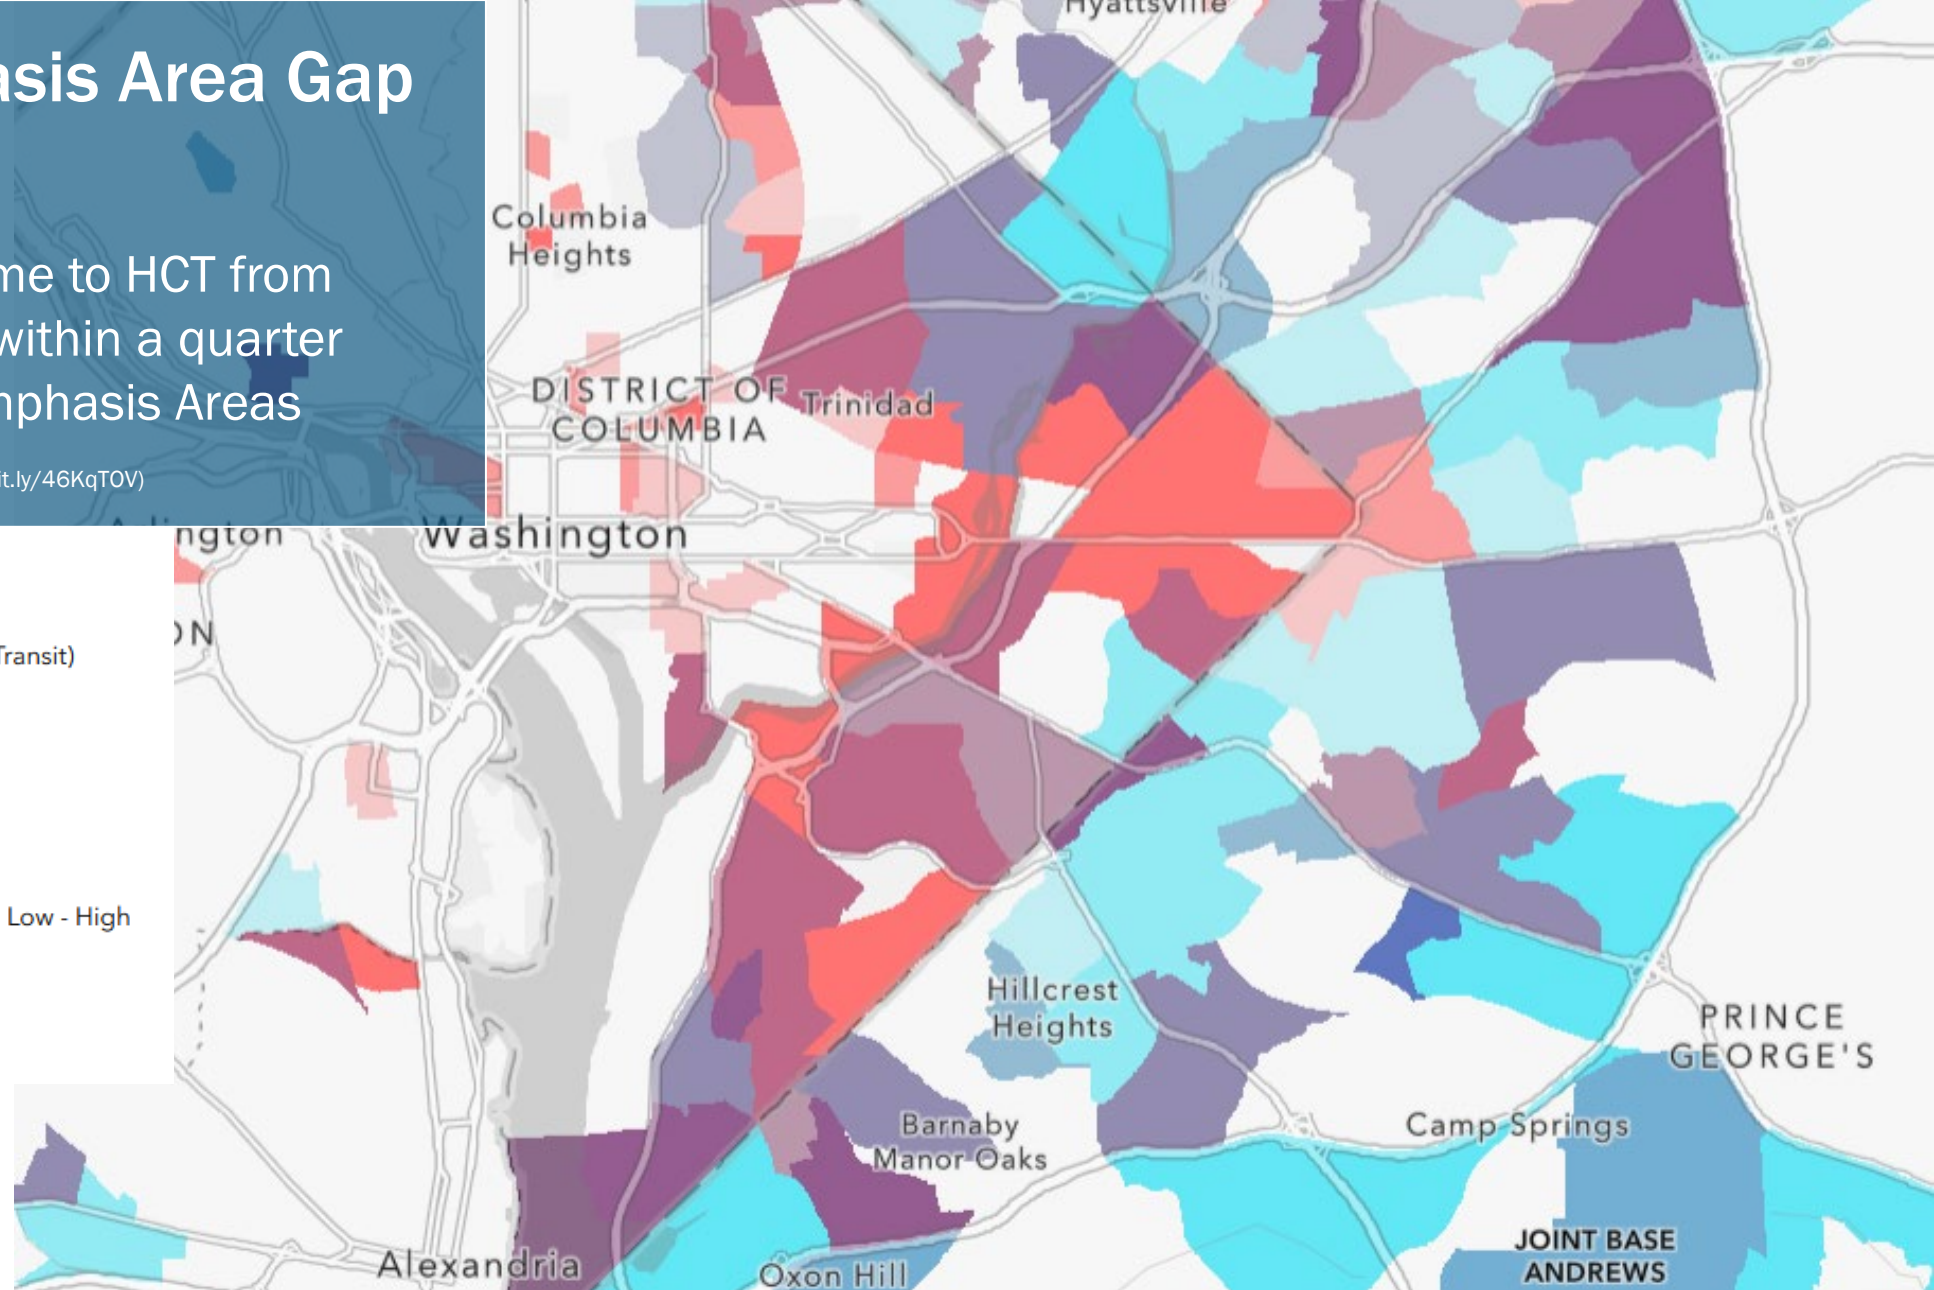 asis Area Gap
me to HCT from
within a quarter
nphasis Areas
it.ly/46KqTOV)
Transit)
Low - High
Hyattsville
Columbia
Heights
DISTRICT OF
COLUMBIA
Trinidad
Washington
ngton
ON
Hillcrest
Heights
PRINCE
GEORGE'S
Barnaby
Manor Oaks
Camp Springs
Alexandria
Oxon Hill
JOINT BASE
ANDREWS